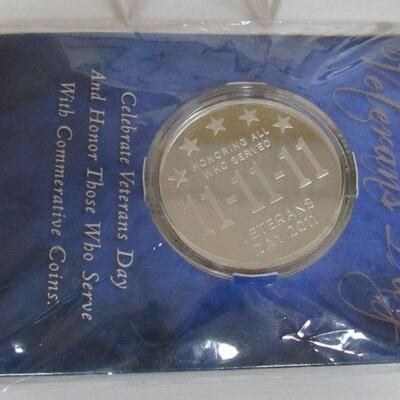 Veterans Day
HONORING ALL
WHO SERVED
11-11-11
VETERANS
DAY 2011
Celebrate Veterans Day
And Honor Those Who Serve
With Commerative Coins.